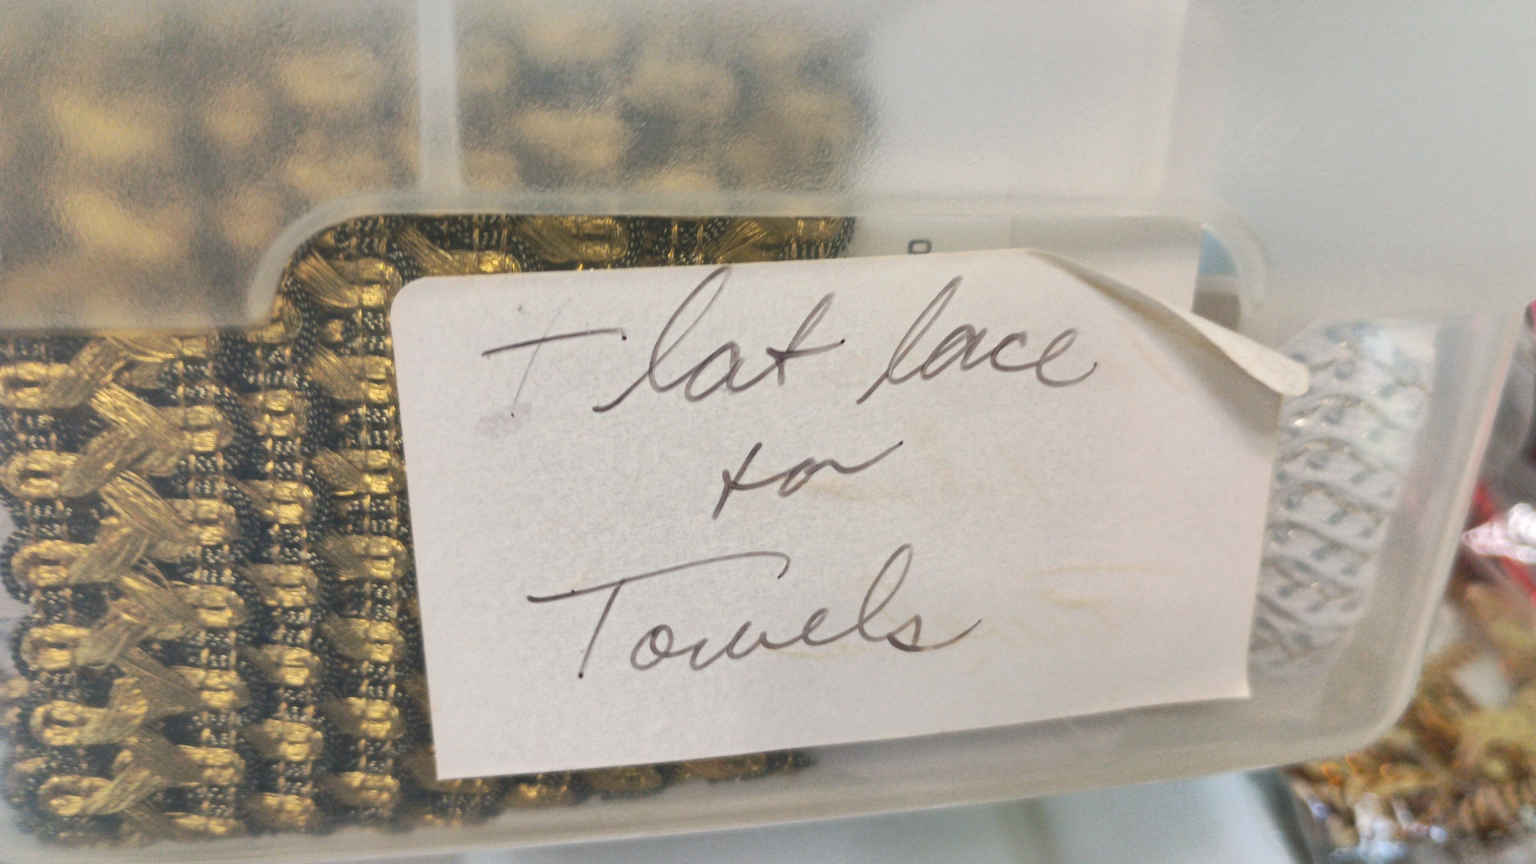 Flat lace
for
Towels